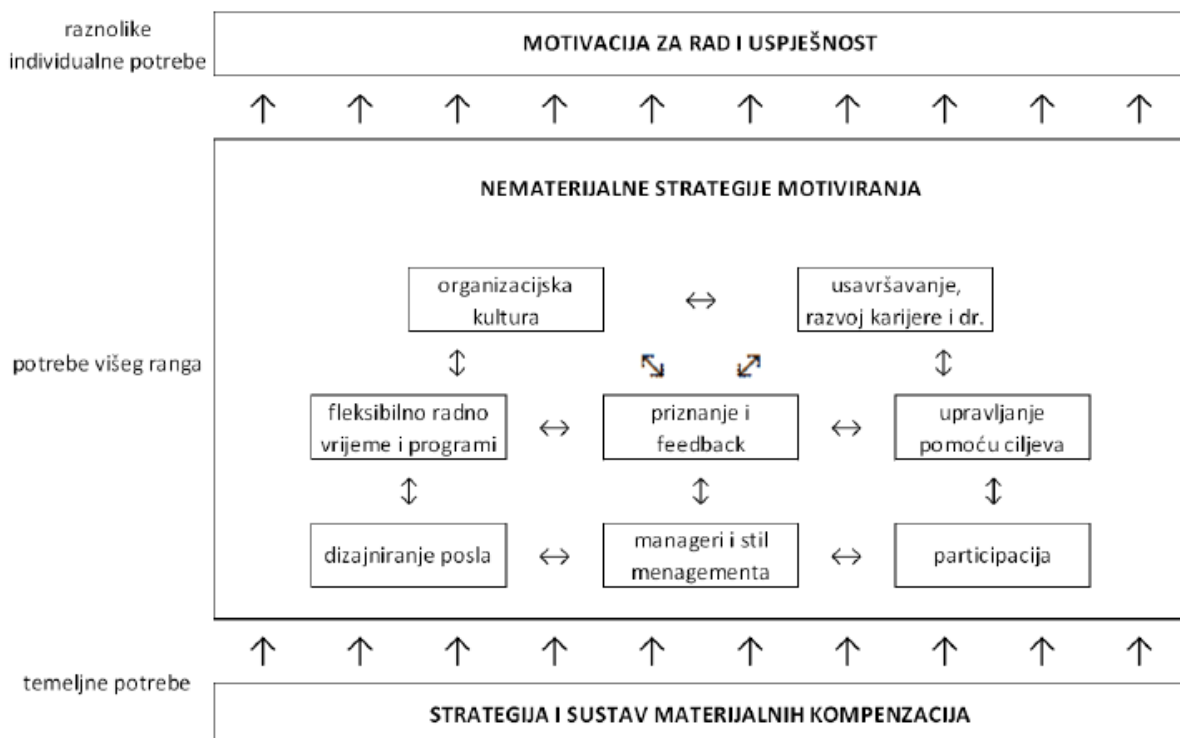 raznolike
individualne potrebe
MOTIVACIJA ZA RAD I USPJEŠNOST
NEMATERIJALNE STRATEGIJE MOTIVIRANJA
organizacijska
kultura
usavršavanje,
razvoj karijere i dr.
potrebe višeg ranga
fleksibilno radno
vrijeme i programi
priznanje i
feedback
upravljanje
pomoću ciljeva
dizajniranje posla
manageri i stil
menagementa
participacija
temeljne potrebe
STRATEGIJA I SUSTAV MATERIJALNIH KOMPENZACIJA